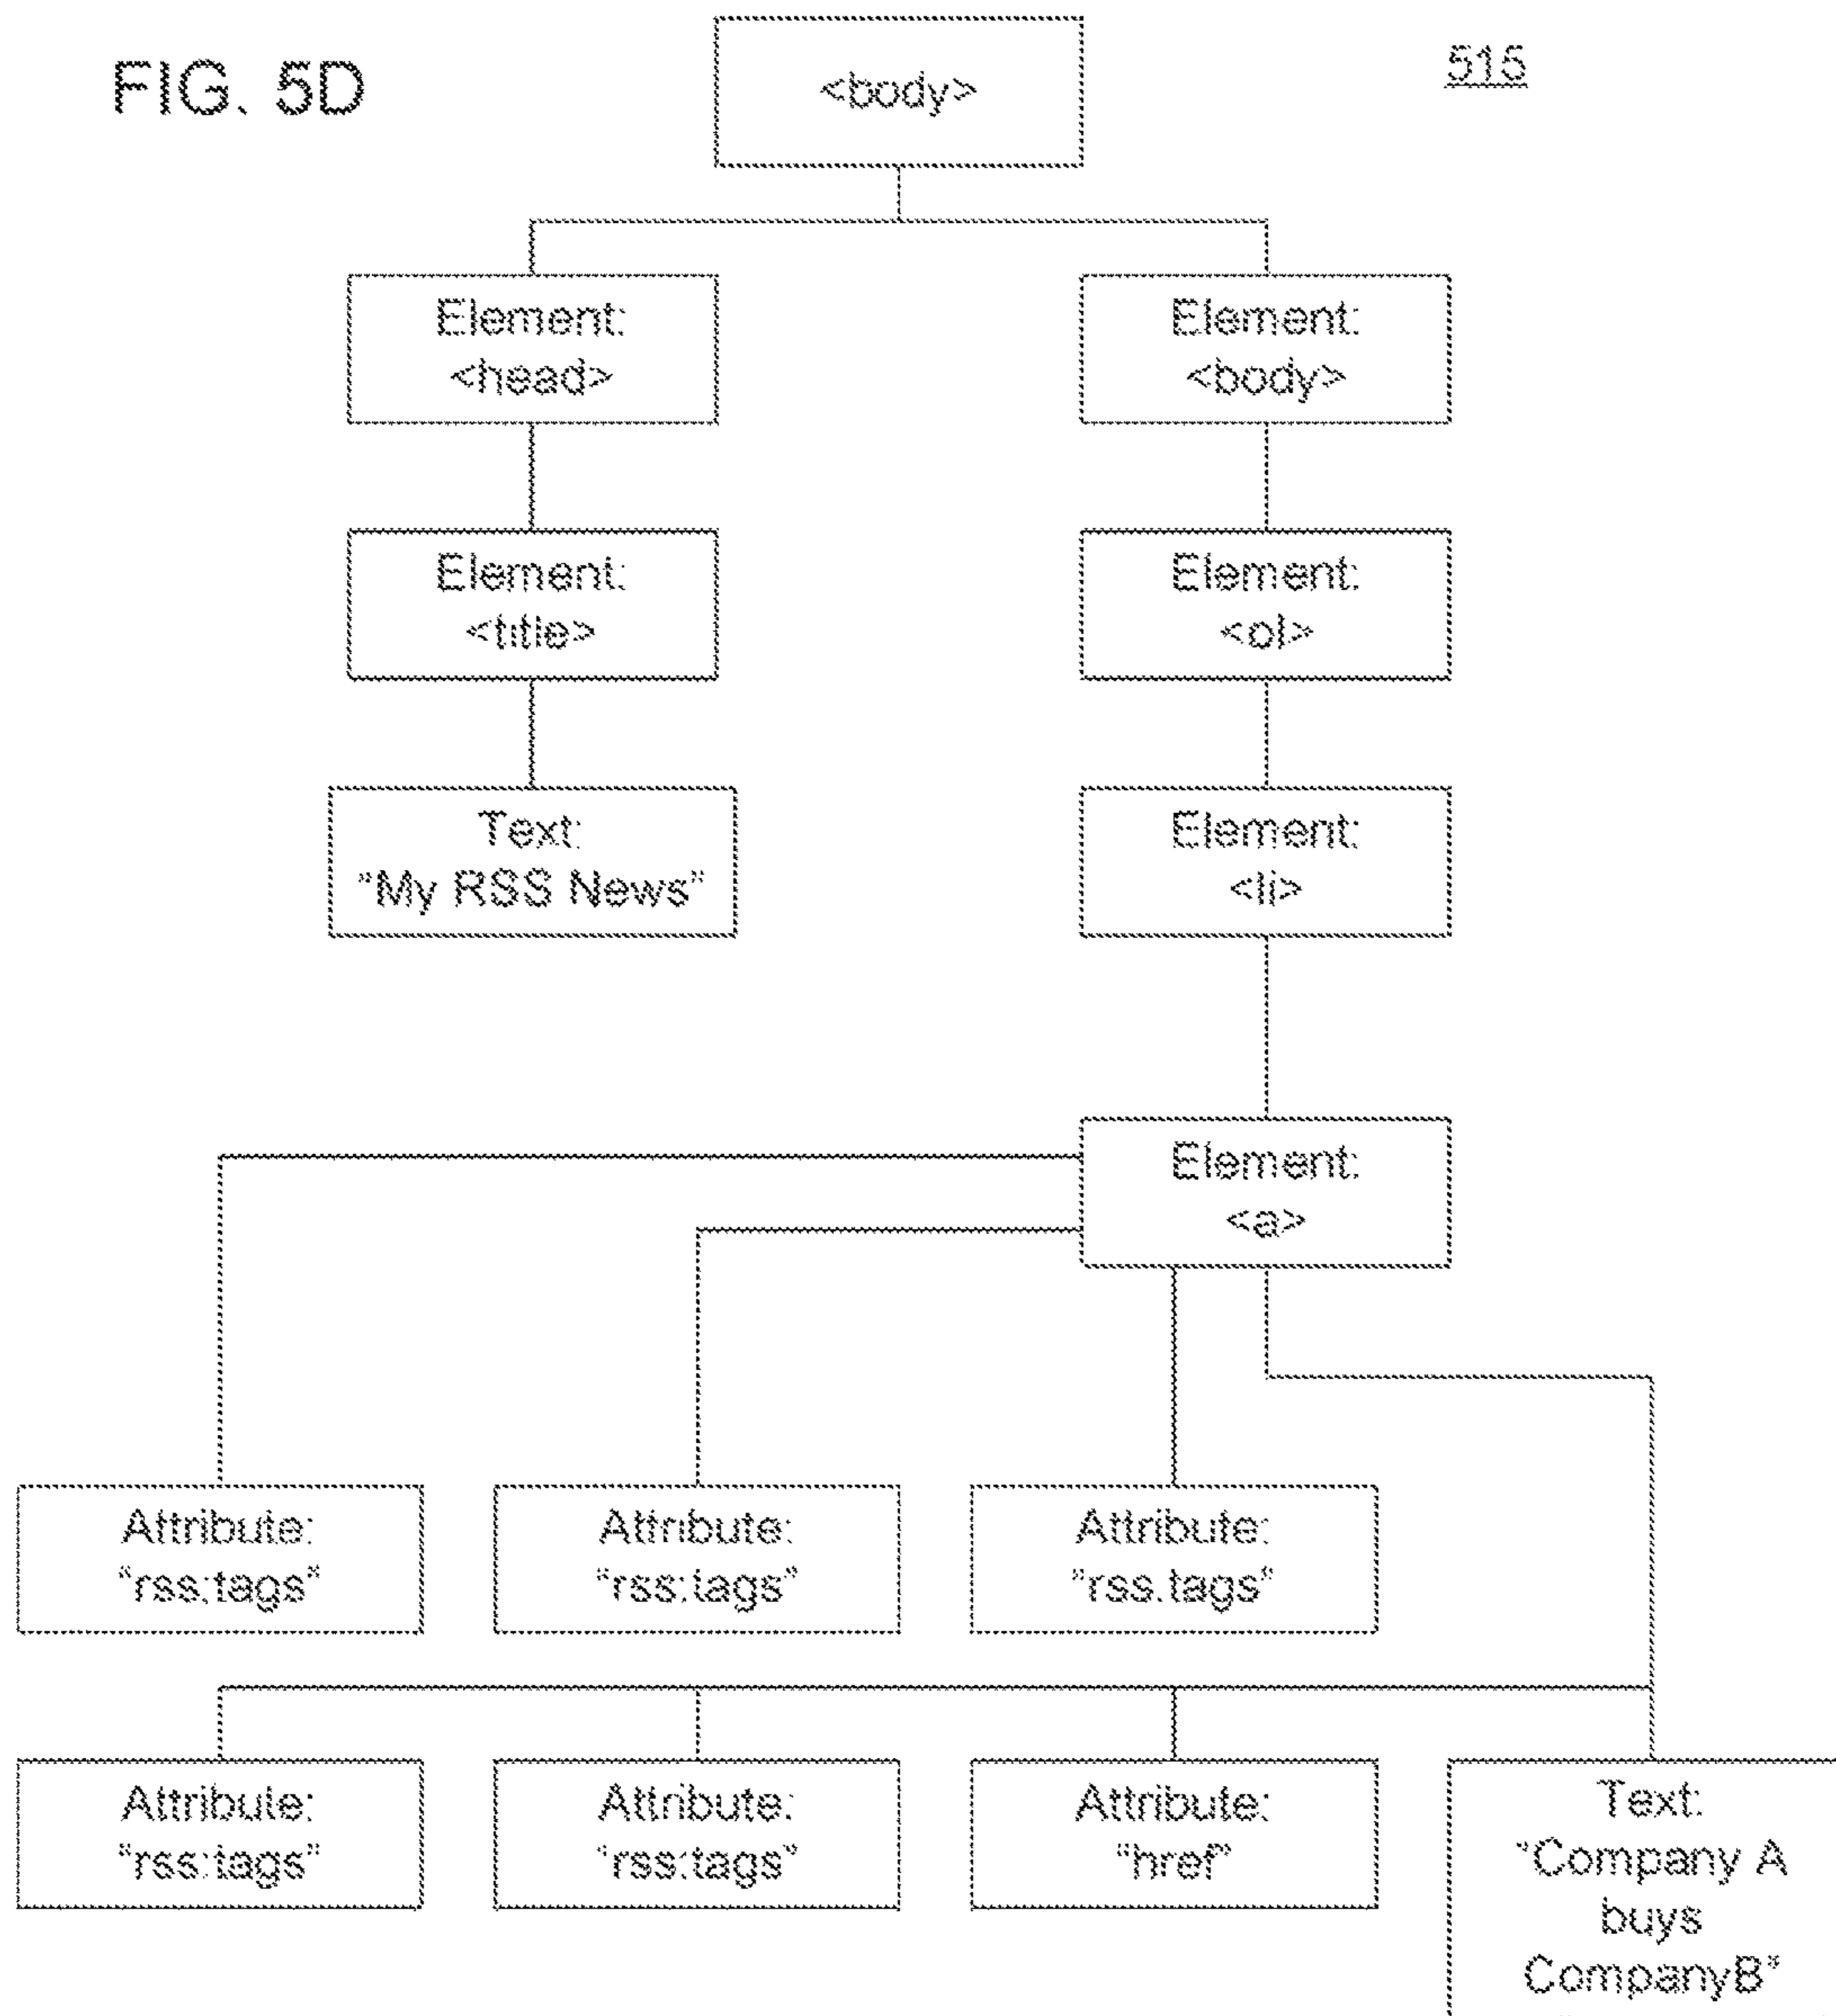 FIG. 5D
515
<body>
Element:
<head>
Element:
<body>
Element:
<title>
Element:
<ol>
Text:
"My RSS News"
Element:
<li>
Element:
<a>
Attribute:
"rss:tags"
Attribute:
"rss:tags"
Attribute:
"rss:tags"
Attribute:
"rss:tags"
Attribute:
"rss:tags"
Attribute:
"href"
Text:
"Company A
buys
CompanyB"